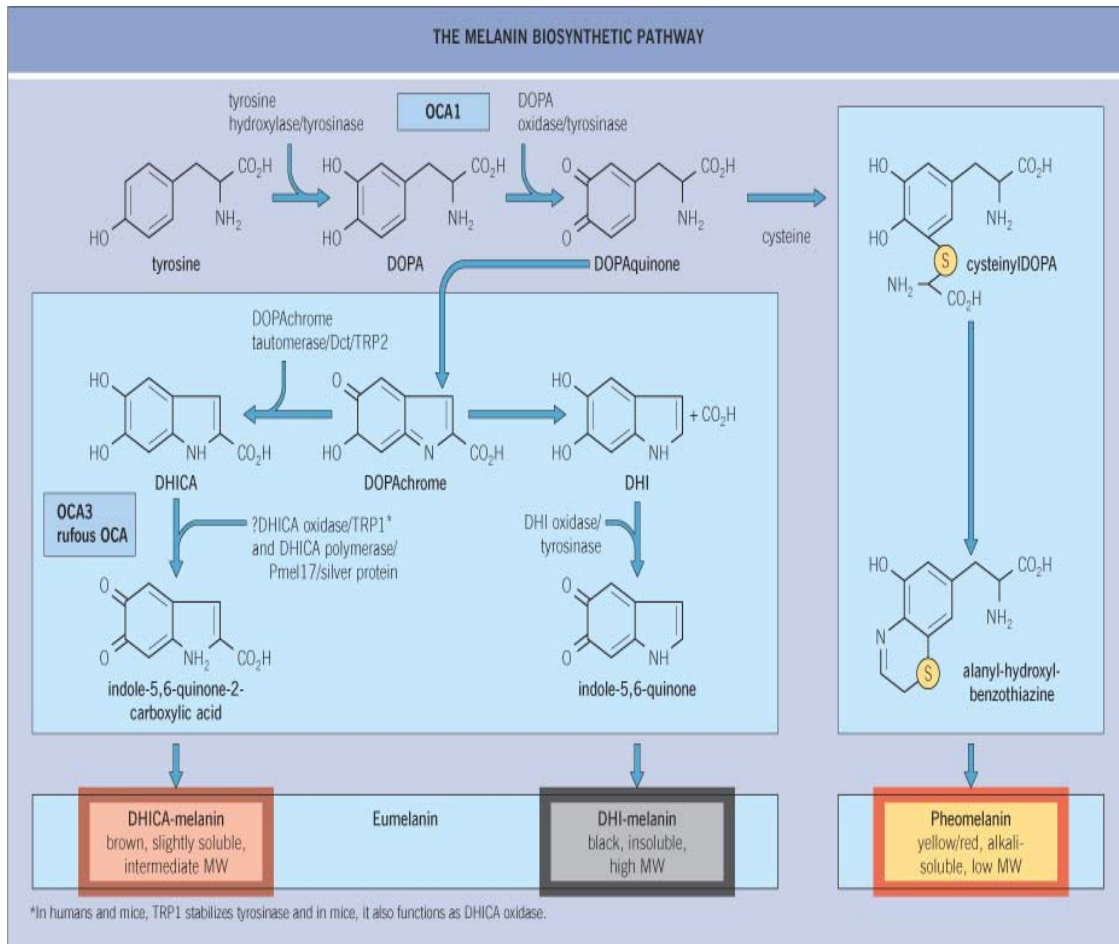 THE MELANIN BIOSYNTHETIC PATHWAY
tyrosine
hydroxylase/tyrosinase
OCA1
DOPA
oxidase/tyrosinase
HO
CO2H
NH2
tyrosine
HO
HO
CO2H
NH2
DOPA
O
O
CO2H
NH2
DOPAquinone
cysteine
HO
HO
CO2H
NH2
S
NH2
CO2H
cysteinylDOPA
DOPAchrome
tautomerase/Dct/TRP2
HO
HO
NH
CO2H
DHICA
O
HO
N
CO2H
DOPAchrome
HO
HO
NH
+ CO2H
DHI
OCA3
rufous OCA
?DHICA oxidase/TRP1*
and DHICA polymerase/
Pmel17/silver protein
DHI oxidase/
tyrosinase
O
O
NH2
CO2H
indole-5,6-quinone-2-
carboxylic acid
O
O
NH
indole-5,6-quinone
HO
CO2H
NH2
N
S
alanyl-hydroxyl-
benzothiazine
DHICA-melanin
brown, slightly soluble,
intermediate MW
Eumelanin
DHI-melanin
black, insoluble,
high MW
Pheomelanin
yellow/red, alkali-
soluble, low MW
*In humans and mice, TRP1 stabilizes tyrosinase and in mice, it also functions as DHICA oxidase.